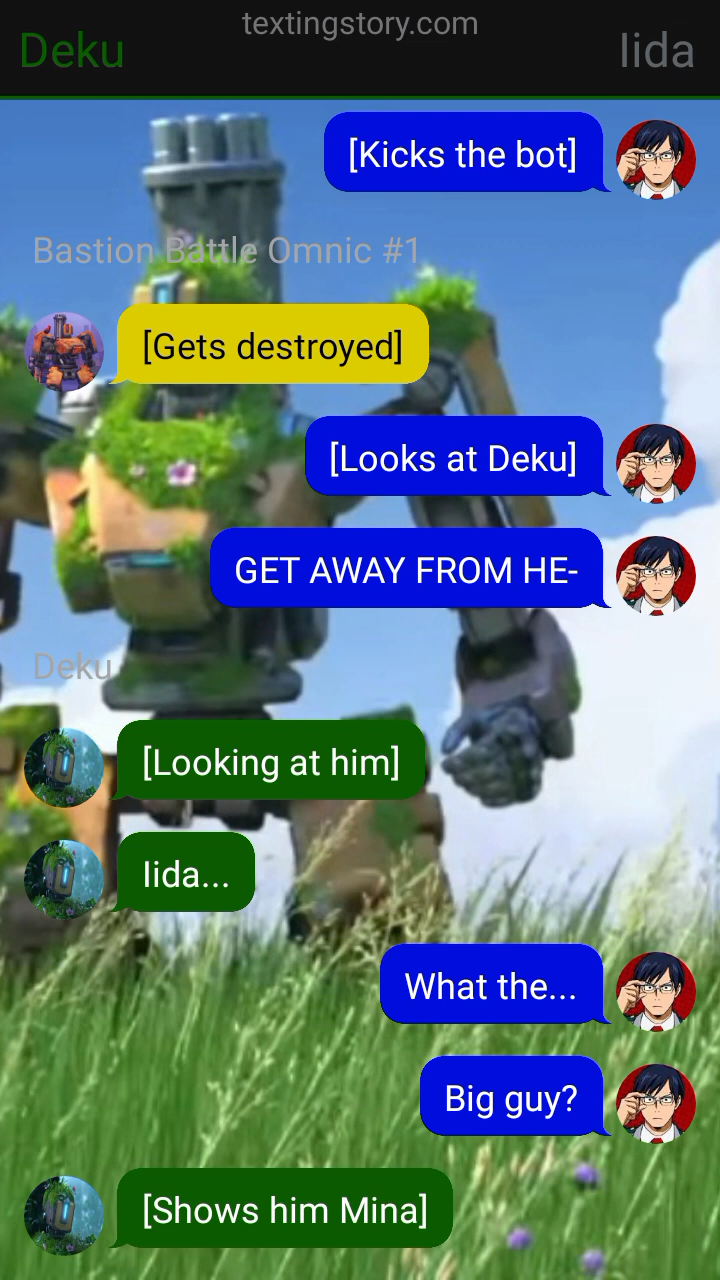 textingstory.com
Deku
Iida
[Kicks the bot]
Bastion Battle Omnic #1
[Gets destroyed]
[Looks at Deku]
GET AWAY FROM HE-
Deku
[Looking at him]
Iida...
What the...
Big guy?
[Shows him Mina]